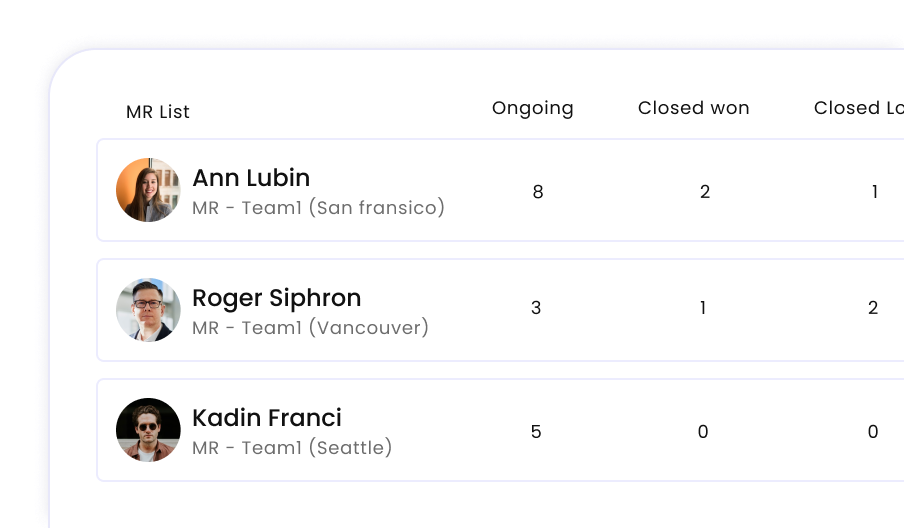 MR List Ongoing Closed won Closed Lo
Ann Lubin
MR - Team1 (San fransico) 8 2 1
Roger Siphron
MR - Team1 (Vancouver) 3 1 2
Kadin Franci
MR - Team1 (Seattle) 5 0 0